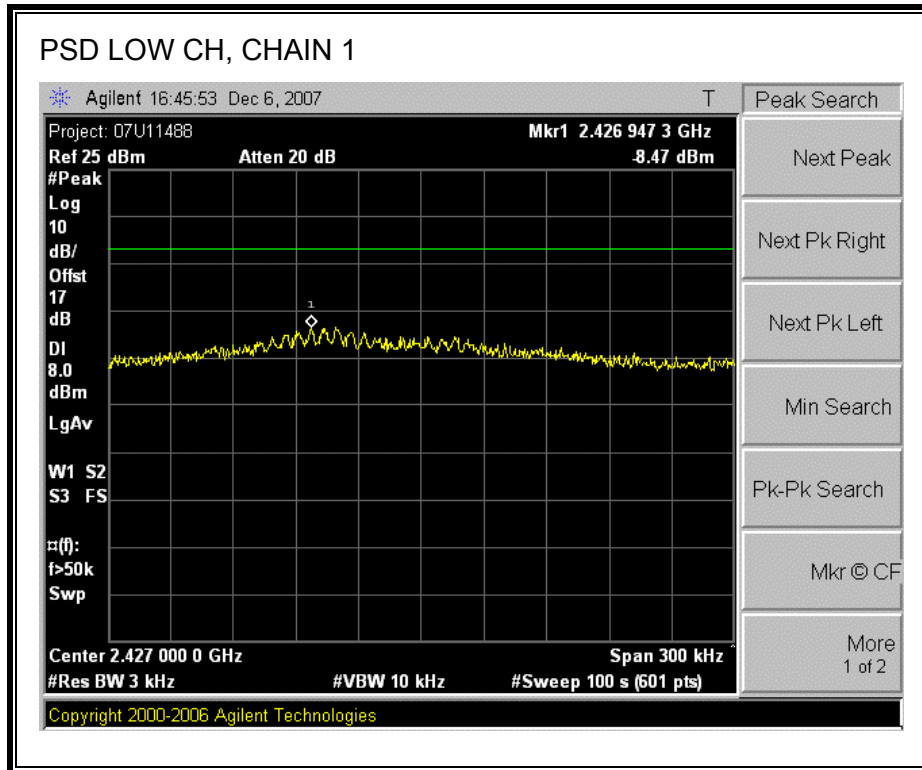 PSD LOW CH, CHAIN 1
Agilent 16:45:53 Dec 6, 2007 T
Peak Search
Project: 07U11488 Mkr1 2.426 947 3 GHz
Ref 25 dBm Atten 20 dB -8.47 dBm
#Peak
Log
10
dB/
Offst
17
dB
DI
8.0
dBm
LgAv
W1 S2
S3 FS
¤(f):
f>50k
Swp
1
Center 2.427 000 0 GHz Span 300 kHz ^
#Res BW 3 kHz #VBW 10 kHz #Sweep 100 s (601 pts)
Copyright 2000-2006 Agilent Technologies
Next Peak
Next Pk Right
Next Pk Left
Min Search
Pk-Pk Search
Mkr © CF
More
1 of 2